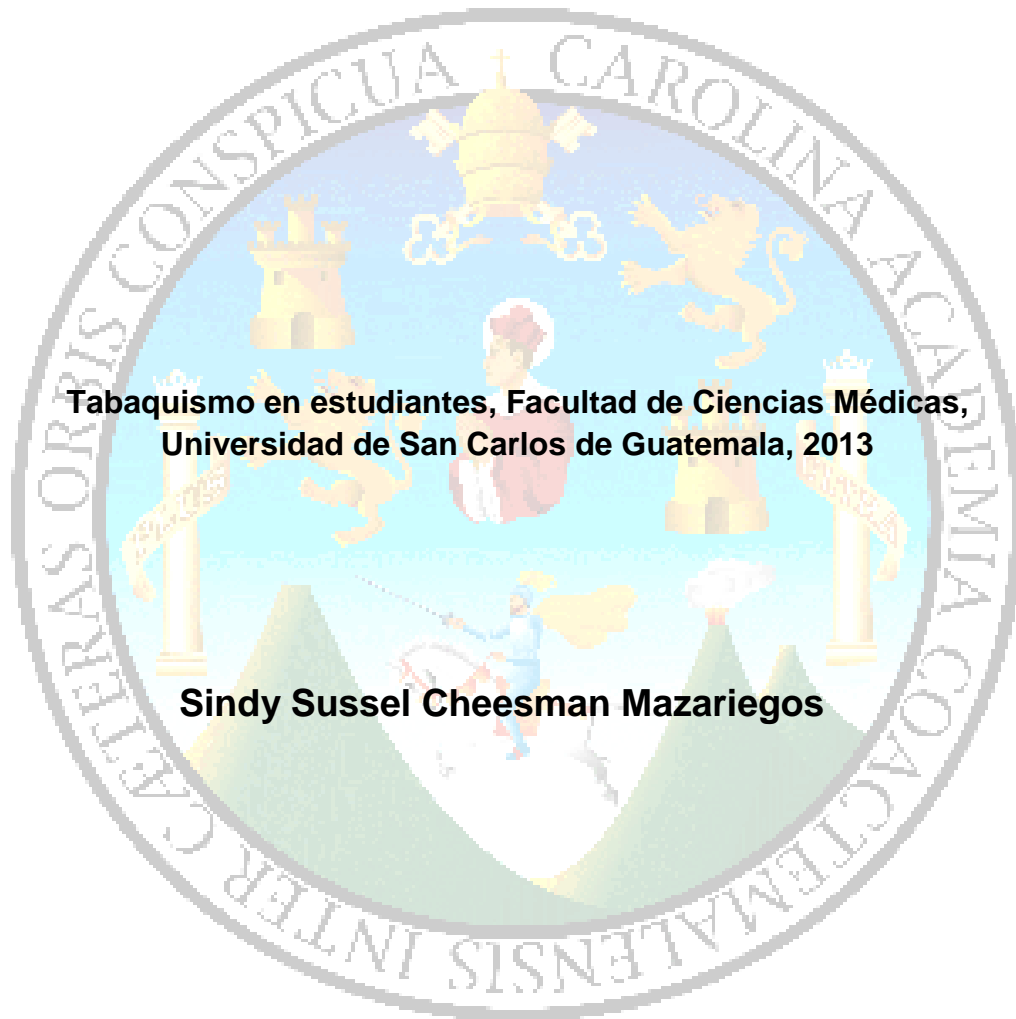 CAROLINA ACADEMIA COACTEMALENSIS INTER CÆTERAS ORBIS CONSPICUA
Tabaquismo en estudiantes, Facultad de Ciencias Médicas,
Universidad de San Carlos de Guatemala, 2013
Sindy Sussel Cheesman Mazariegos